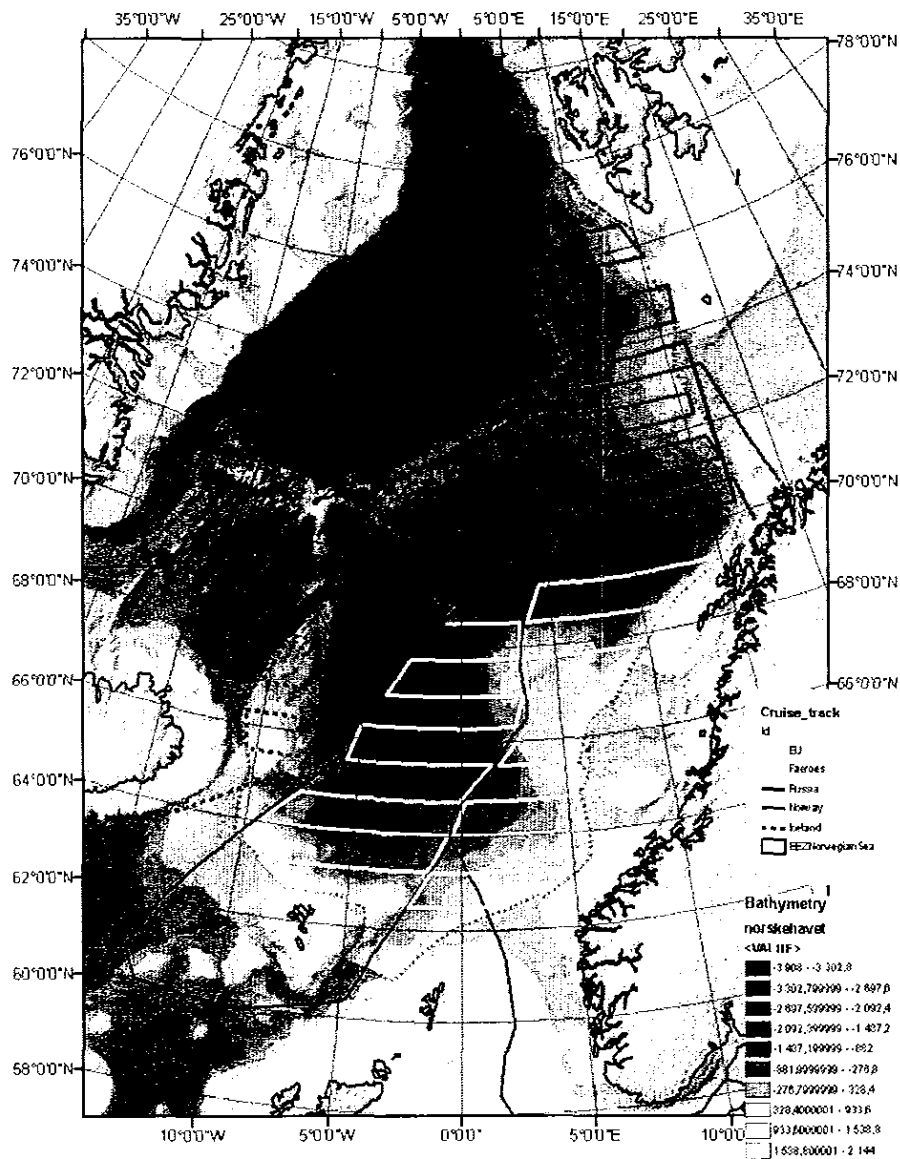 35°0'0"W 25°0'0"W 15°0'0"W 5°0'0"W 5°0'0"E 15°0'0"E 25°0'0"E 35°0'0"E
78°0'0"N
76°0'0"N 76°0'0"N
74°0'0"N 74°0'0"N
72°0'0"N 72°0'0"N
70°0'0"N 70°0'0"N
68°0'0"N 68°0'0"N
66°0'0"N 66°0'0"N
64°0'0"N
62°0'0"N
60°0'0"N
58°0'0"N
10°0'0"W 5°0'0"W 0°0'0" 5°0'0"E 10°0'0"
Cruise_track
Id
EU
Faeroes
Russia
Norway
Iceland
EEZNorwegianSea
Bathymetry
norskehavet
<VALUE>
-3 908 - -3 302,8
-3 302,799999 - -2 697,6
-2 697,599999 - -2 092,4
-2 092,399999 - -1 487,2
-1 487,199999 - -882
-881,9999999 - -276,8
-276,7999999 - 328,4
328,4000001 - 933,6
933,6000001 - 1 538,8
1 538,800001 - 2 144